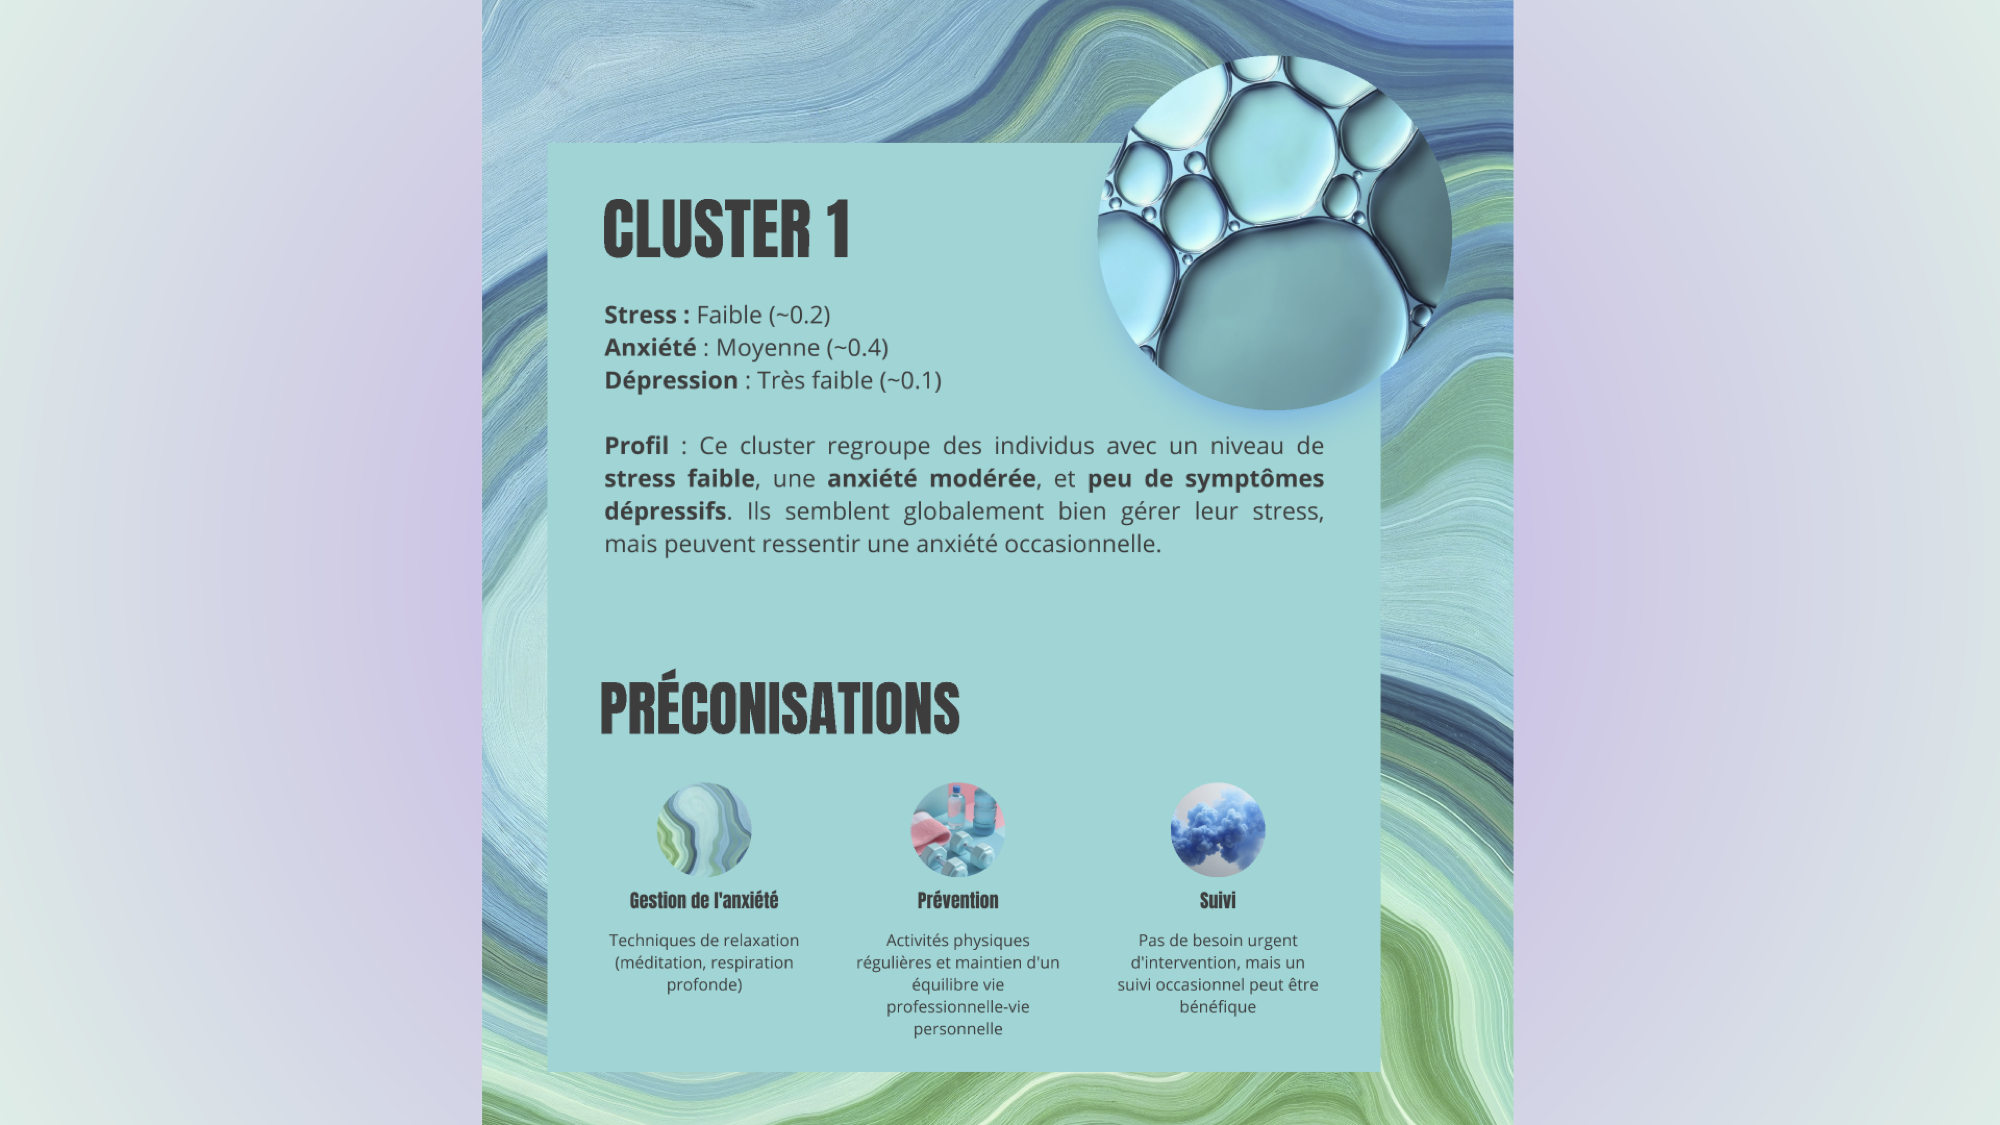 CLUSTER 1
Stress : Faible (~0.2)
Anxiété : Moyenne (~0.4)
Dépression : Très faible (~0.1)
Profil : Ce cluster regroupe des individus avec un niveau de
stress faible, une anxiété modérée, et peu de symptômes
dépressifs. Ils semblent globalement bien gérer leur stress,
mais peuvent ressentir une anxiété occasionnelle.
PRÉCONISATIONS
Gestion de l'anxiété
Techniques de relaxation
(méditation, respiration
profonde)
Prévention
Activités physiques
régulières et maintien d'un
équilibre vie
professionnelle-vie
personnelle
Suivi
Pas de besoin urgent
d'intervention, mais un
suivi occasionnel peut être
bénéfique